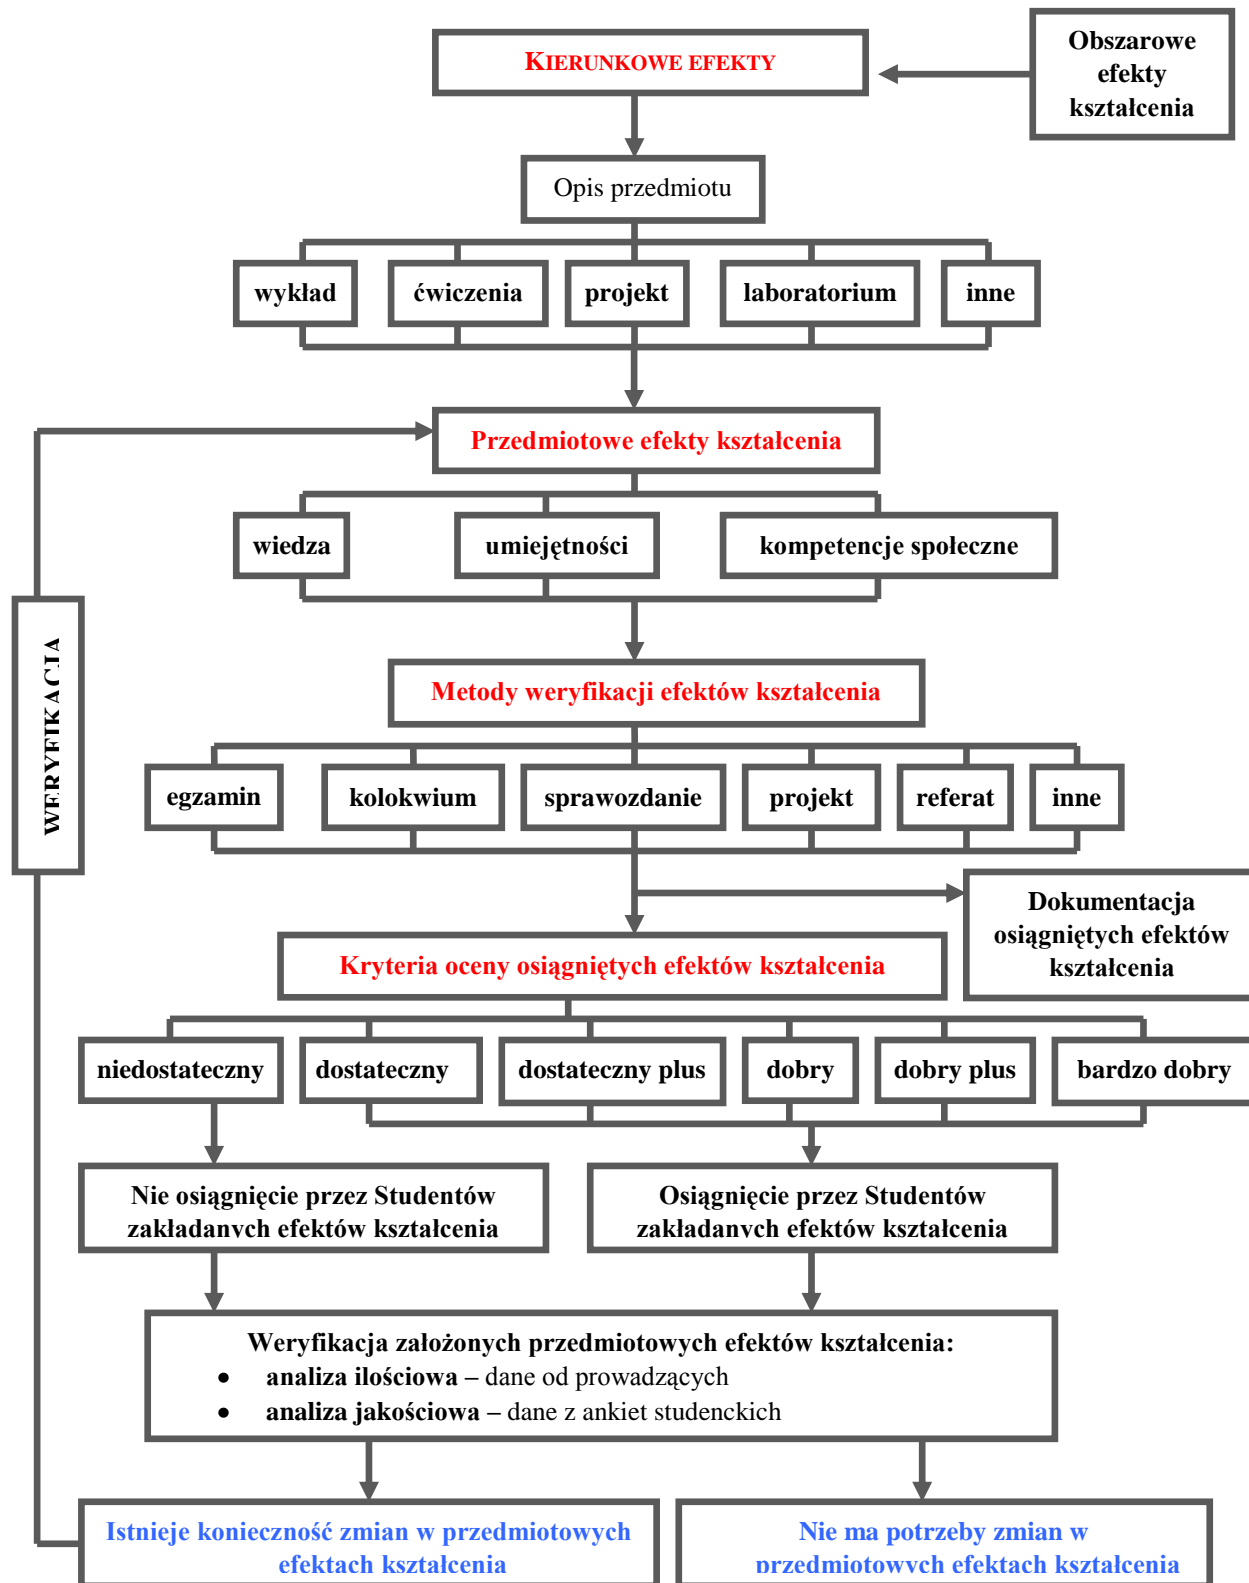 KIERUNKOWE EFEKTY
Obszarowe
efekty
kształcenia
Opis przedmiotu
wykład
ćwiczenia
projekt
laboratorium
inne
Przedmiotowe efekty kształcenia
wiedza
umiejętności
kompetencje społeczne
WERYFIKACJA
Metody weryfikacji efektów kształcenia
egzamin
kolokwium
sprawozdanie
projekt
referat
inne
Dokumentacja
osiągniętych efektów
kształcenia
Kryteria oceny osiągniętych efektów kształcenia
niedostateczny
dostateczny
dostateczny plus
dobry
dobry plus
bardzo dobry
Nie osiągnięcie przez Studentów
zakładanych efektów kształcenia
Osiągnięcie przez Studentów
zakładanych efektów kształcenia
Weryfikacja założonych przedmiotowych efektów kształcenia:
• analiza ilościowa – dane od prowadzących
• analiza jakościowa – dane z ankiet studenckich
Istnieje konieczność zmian w przedmiotowych
efektach kształcenia
Nie ma potrzeby zmian w
przedmiotowych efektach kształcenia